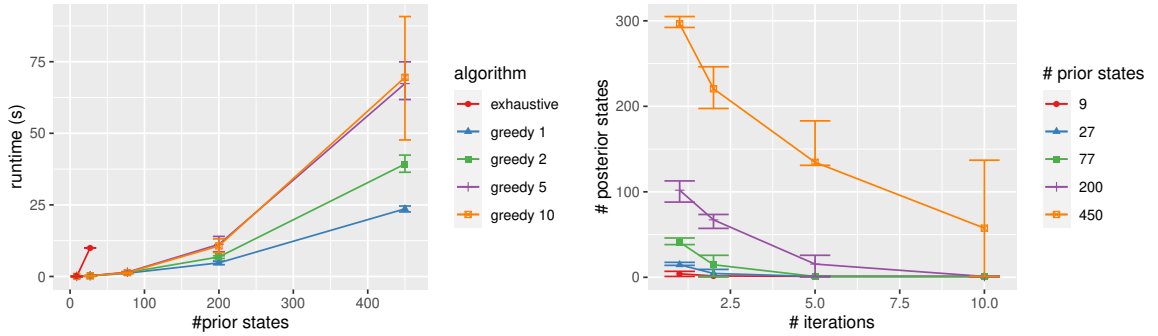 runtime (s)
75
50
25
0
0
100
200
300
400
#prior states
algorithm
exhaustive
greedy 1
greedy 2
greedy 5
greedy 10
# posterior states
300
200
100
0
2.5
5.0
7.5
10.0
# iterations
# prior states
9
27
77
200
450